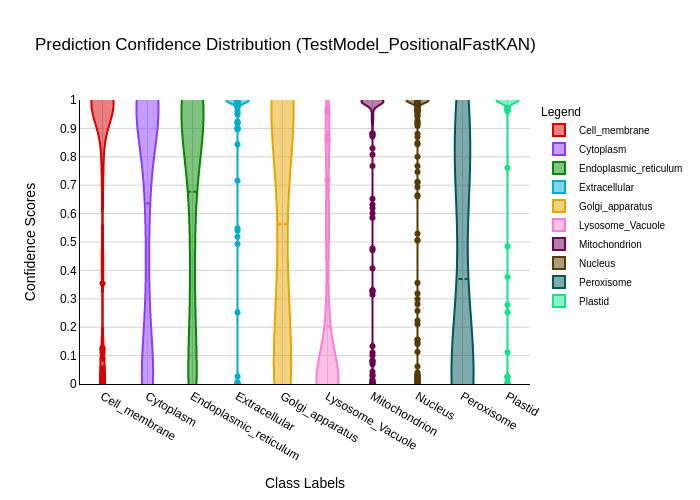 Prediction Confidence Distribution (TestModel_PositionalFastKAN)
1
0.9
0.8
0.7
0.6
0.5
0.4
0.3
0.2
0.1
0
Confidence Scores
Cell_membrane
Cytoplasm
Endoplasmic_reticulum
Extracellular
Golgi_apparatus
Lysosome_Vacuole
Mitochondrion
Nucleus
Peroxisome
Plastid
Class Labels
Legend
Cell_membrane
Cytoplasm
Endoplasmic_reticulum
Extracellular
Golgi_apparatus
Lysosome_Vacuole
Mitochondrion
Nucleus
Peroxisome
Plastid